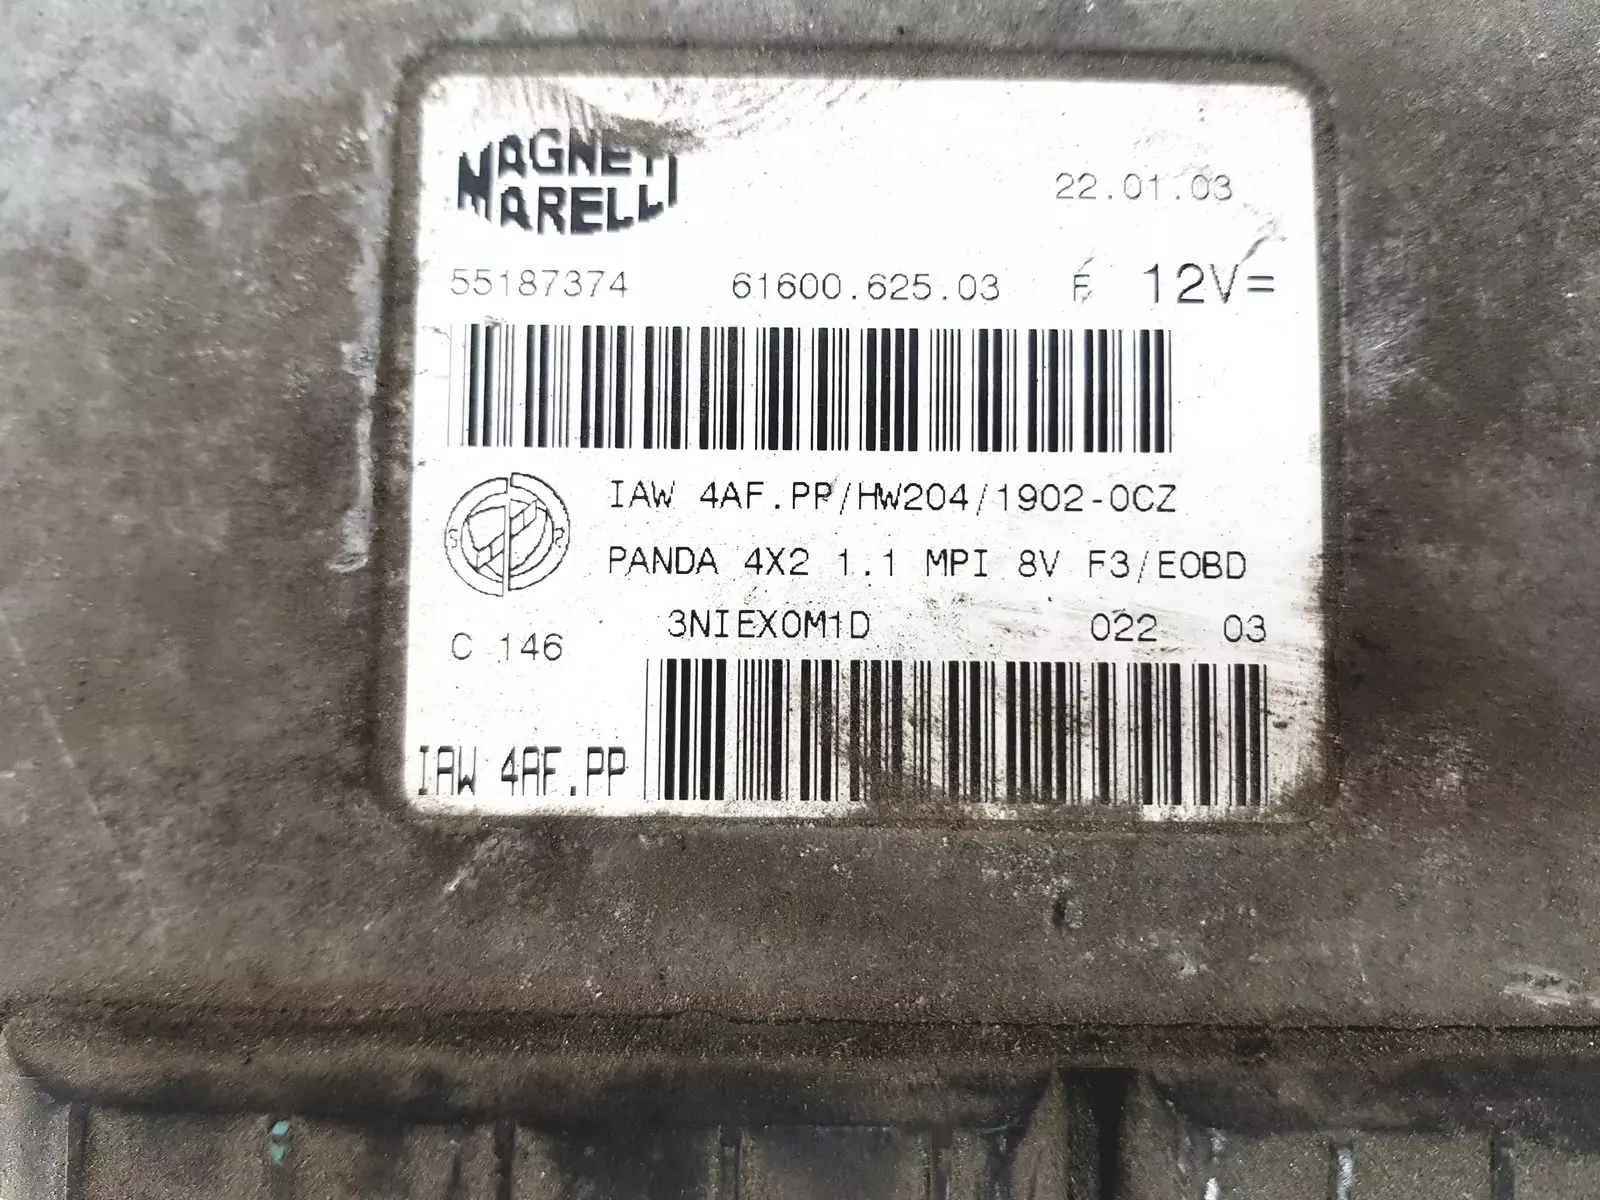 MAGNETI
MARELLI
22.01.03
55187374 61600.625.03 F 12V=
IAW 4AF.PP/HW204/1902-0CZ
PANDA 4X2 1.1 MPI 8V F3/EOBD
3NIEX0M1D 022 03
C 146
IAW 4AF.PP